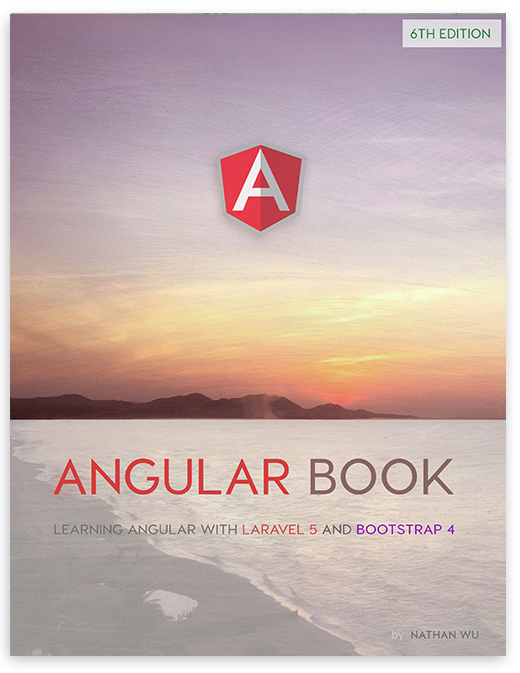 6TH EDITION
A
ANGULAR BOOK
LEARNING ANGULAR WITH LARAVEL 5 AND BOOTSTRAP 4
by NATHAN WU